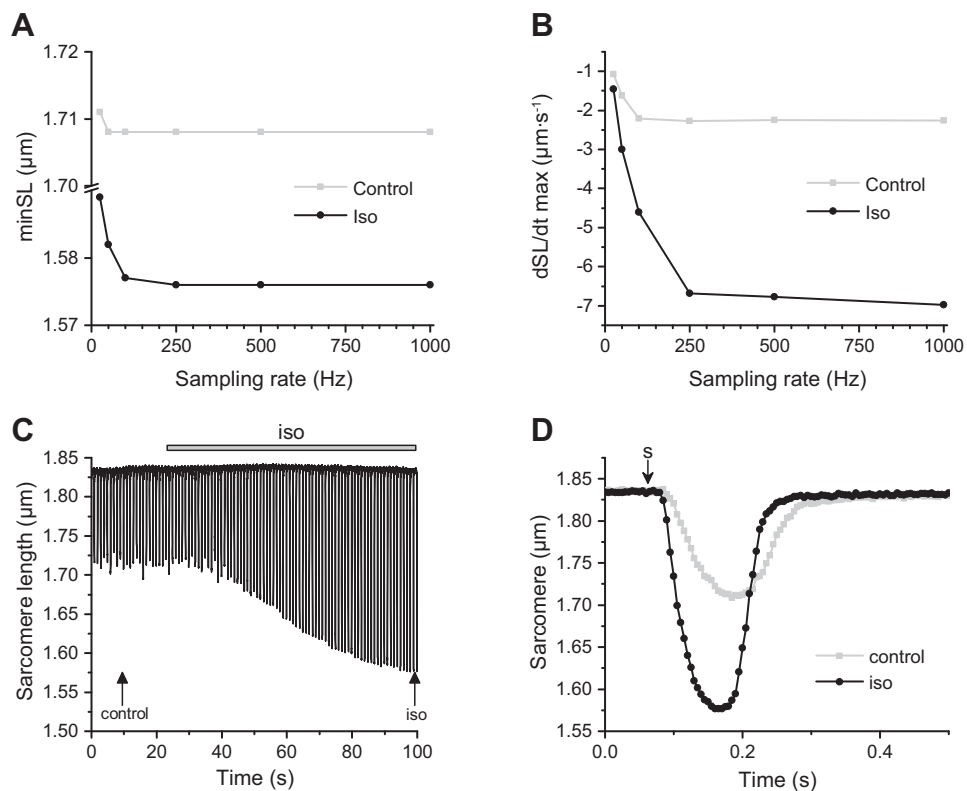 A
1.72
1.71
1.70
1.58
1.57
minSL (µm)
Control
Iso
0 250 500 750 1000
Sampling rate (Hz)
B
-1
-2
-3
-4
-5
-6
-7
dSL/dt max (µm·s⁻¹)
Control
Iso
0 250 500 750 1000
Sampling rate (Hz)
C
iso
1.85
1.80
1.75
1.70
1.65
1.60
1.55
1.50
Sarcomere length (µm)
control
iso
0 20 40 60 80 100
Time (s)
D
s
1.85
1.80
1.75
1.70
1.65
1.60
1.55
Sarcomere (µm)
control
iso
0.0 0.2 0.4
Time (s)